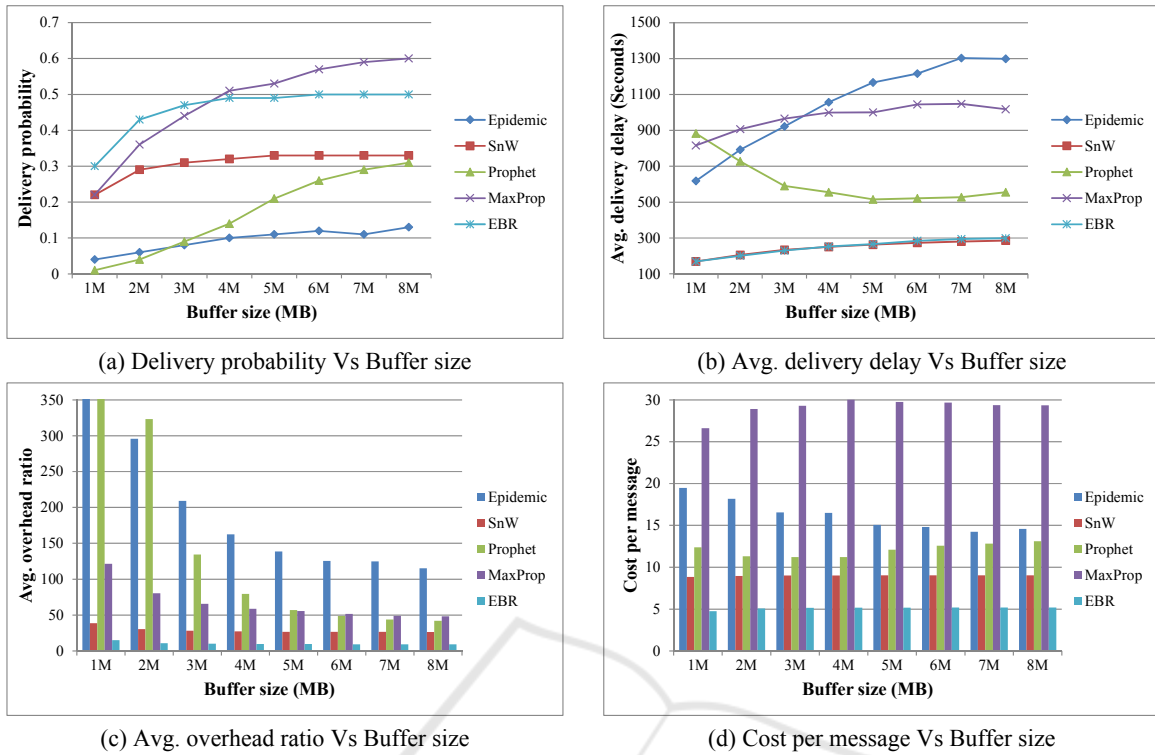 0.7
0.6
0.5
0.4
0.3
0.2
0.1
0
Delivery probability
1M 2M 3M 4M 5M 6M 7M 8M
Buffer size (MB)
Epidemic
SnW
Prophet
MaxProp
EBR
(a) Delivery probability Vs Buffer size
1500
1300
1100
900
700
500
300
100
Avg. delivery delay (Seconds)
1M 2M 3M 4M 5M 6M 7M 8M
Buffer size (MB)
Epidemic
SnW
Prophet
MaxProp
EBR
(b) Avg. delivery delay Vs Buffer size
350
300
250
200
150
100
50
0
Avg. overhead ratio
1M 2M 3M 4M 5M 6M 7M 8M
Buffer size (MB)
Epidemic
SnW
Prophet
MaxProp
EBR
(c) Avg. overhead ratio Vs Buffer size
30
25
20
15
10
5
0
Cost per message
1M 2M 3M 4M 5M 6M 7M 8M
Buffer size (MB)
Epidemic
SnW
Prophet
MaxProp
EBR
(d) Cost per message Vs Buffer size